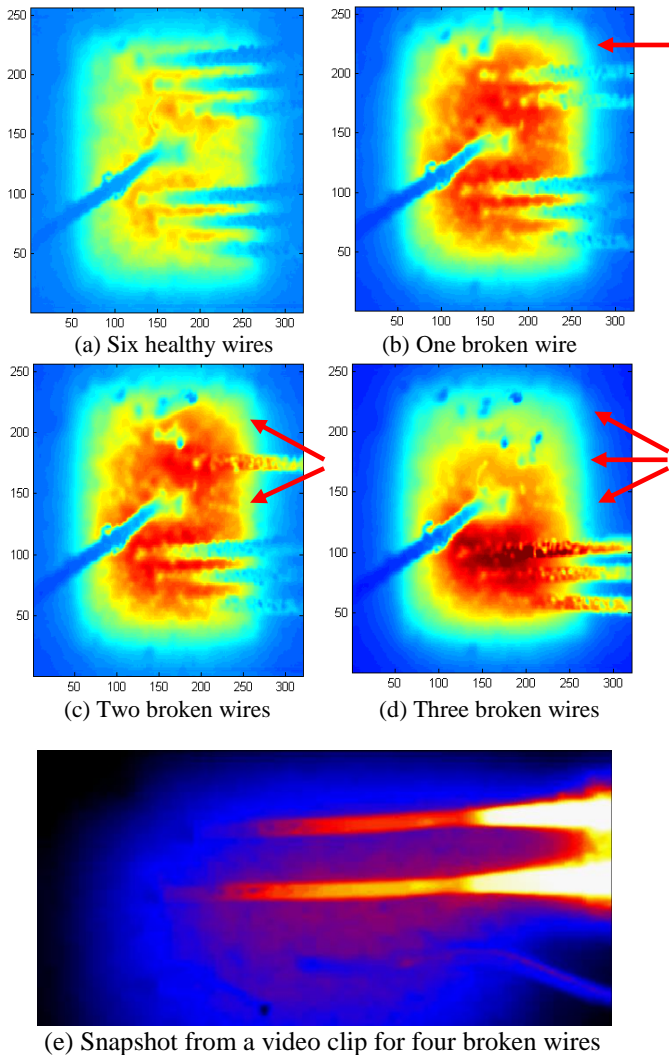 250
200
150
100
50
50 100 150 200 250 300
(a) Six healthy wires
250
200
150
100
50
50 100 150 200 250 300
(b) One broken wire
250
200
150
100
50
50 100 150 200 250 300
(c) Two broken wires
250
200
150
100
50
50 100 150 200 250 300
(d) Three broken wires
(e) Snapshot from a video clip for four broken wires